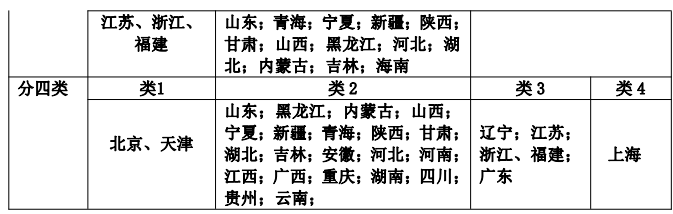 江苏、浙江、
福建
山东；青海；宁夏；新疆；陕西；
甘肃；山西；黑龙江；河北；湖
北；内蒙古；吉林；海南
分四类
类1
类 2
类 3
类 4
北京、天津
山东；黑龙江；内蒙古；山西；
宁夏；新疆；青海；陕西；甘肃；
湖北；吉林；安徽；河北；河南；
江西；广西；重庆；湖南；四川；
贵州；云南；
辽宁；江苏；
浙江、福建；
广东
上海